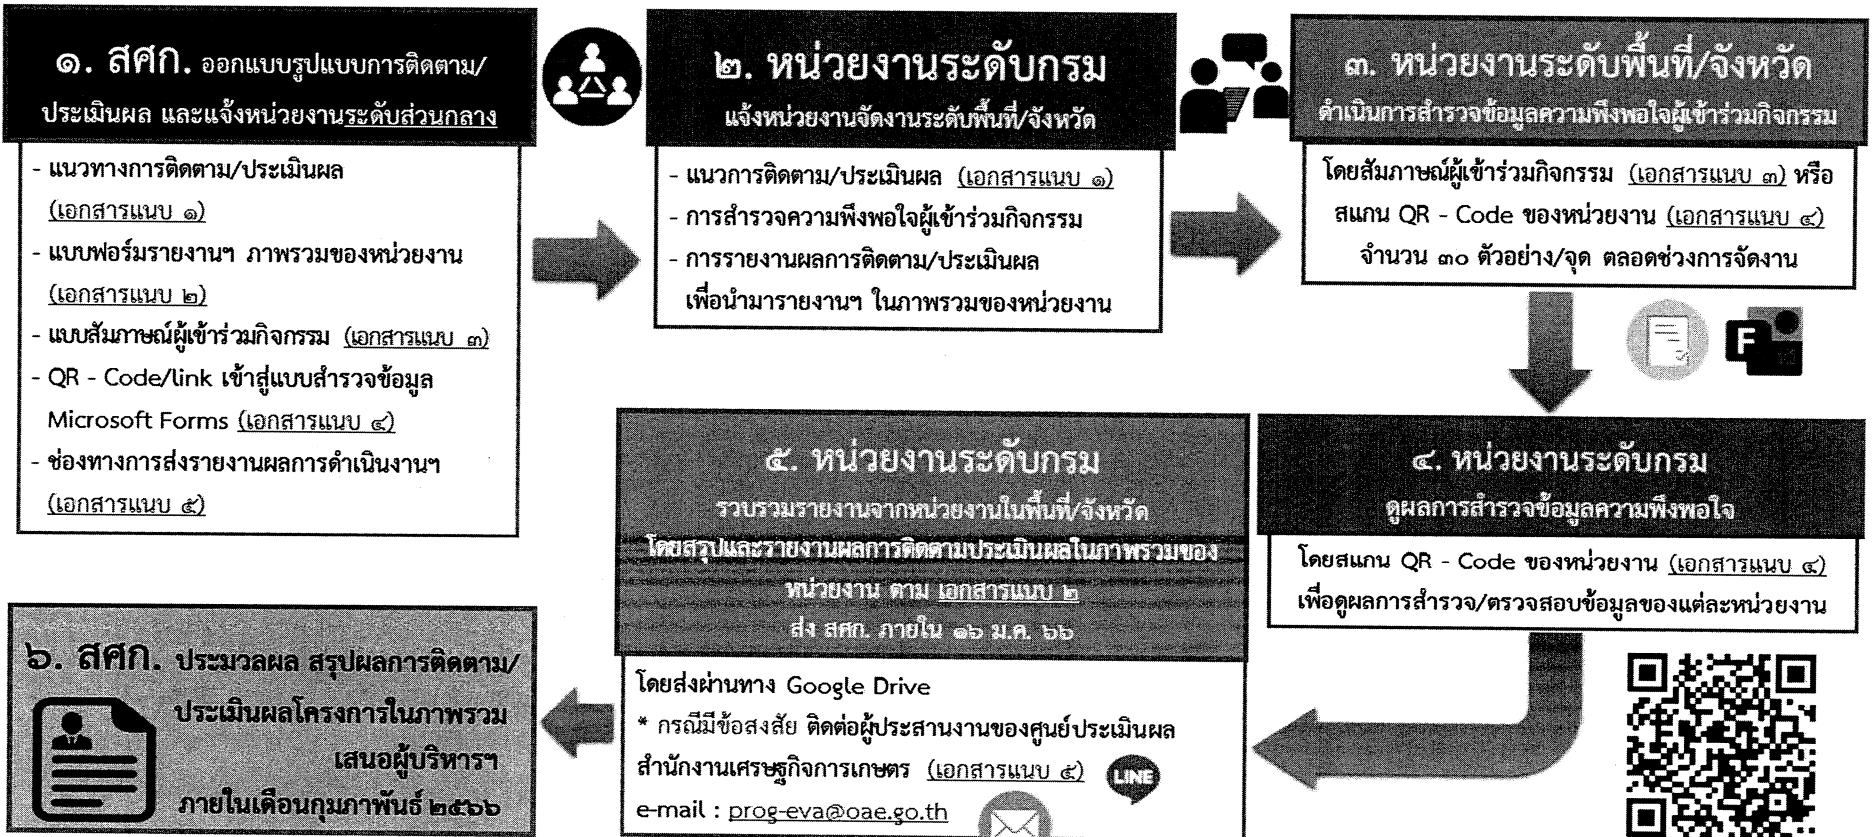 ๑. สศก. ออกแบบรูปแบบการติดตาม/
ประเมินผล และแจ้งหน่วยงานระดับส่วนกลาง
- แนวทางการติดตาม/ประเมินผล
(เอกสารแนบ ๑)
- แบบฟอร์มรายงานฯ ภาพรวมของหน่วยงาน
(เอกสารแนบ ๒)
- แบบสัมภาษณ์ผู้เข้าร่วมกิจกรรม (เอกสารแนบ ๓)
- QR - Code/link เข้าสู่แบบสำรวจข้อมูล
Microsoft Forms (เอกสารแนบ ๔)
- ช่องทางการส่งรายงานผลการดำเนินงานฯ
(เอกสารแนบ ๕)
๒. หน่วยงานระดับกรม
แจ้งหน่วยงานจัดงานระดับพื้นที่/จังหวัด
- แนวการติดตาม/ประเมินผล (เอกสารแนบ ๑)
- การสำรวจความพึงพอใจผู้เข้าร่วมกิจกรรม
- การรายงานผลการติดตาม/ประเมินผล
เพื่อนำมารายงานฯ ในภาพรวมของหน่วยงาน
๓. หน่วยงานระดับพื้นที่/จังหวัด
ดำเนินการสำรวจข้อมูลความพึงพอใจผู้เข้าร่วมกิจกรรม
โดยสัมภาษณ์ผู้เข้าร่วมกิจกรรม (เอกสารแนบ ๓) หรือ
สแกน QR - Code ของหน่วยงาน (เอกสารแนบ ๔)
จำนวน ๓๐ ตัวอย่าง/จุด ตลอดช่วงการจัดงาน
F
๔. หน่วยงานระดับกรม
ดูผลการสำรวจข้อมูลความพึงพอใจ
โดยสแกน QR - Code ของหน่วยงาน (เอกสารแนบ ๔)
เพื่อดูผลการสำรวจ/ตรวจสอบข้อมูลของแต่ละหน่วยงาน
๕. หน่วยงานระดับกรม
รวบรวมรายงานจากหน่วยงานในพื้นที่/จังหวัด
โดยสรุปและรายงานผลการติดตามประเมินผลในภาพรวมของ
หน่วยงาน ตาม เอกสารแนบ ๒
ส่ง สศก. ภายใน ๑๖ ม.ค. ๖๖
โดยส่งผ่านทาง Google Drive
* กรณีมีข้อสงสัย ติดต่อผู้ประสานงานของศูนย์ประเมินผล
สำนักงานเศรษฐกิจการเกษตร (เอกสารแนบ ๕)
LINE
e-mail : prog-eva@oae.go.th
๖. สศก. ประมวลผล สรุปผลการติดตาม/
ประเมินผลโครงการในภาพรวม
เสนอผู้บริหารฯ
ภายในเดือนกุมภาพันธ์ ๒๕๖๖